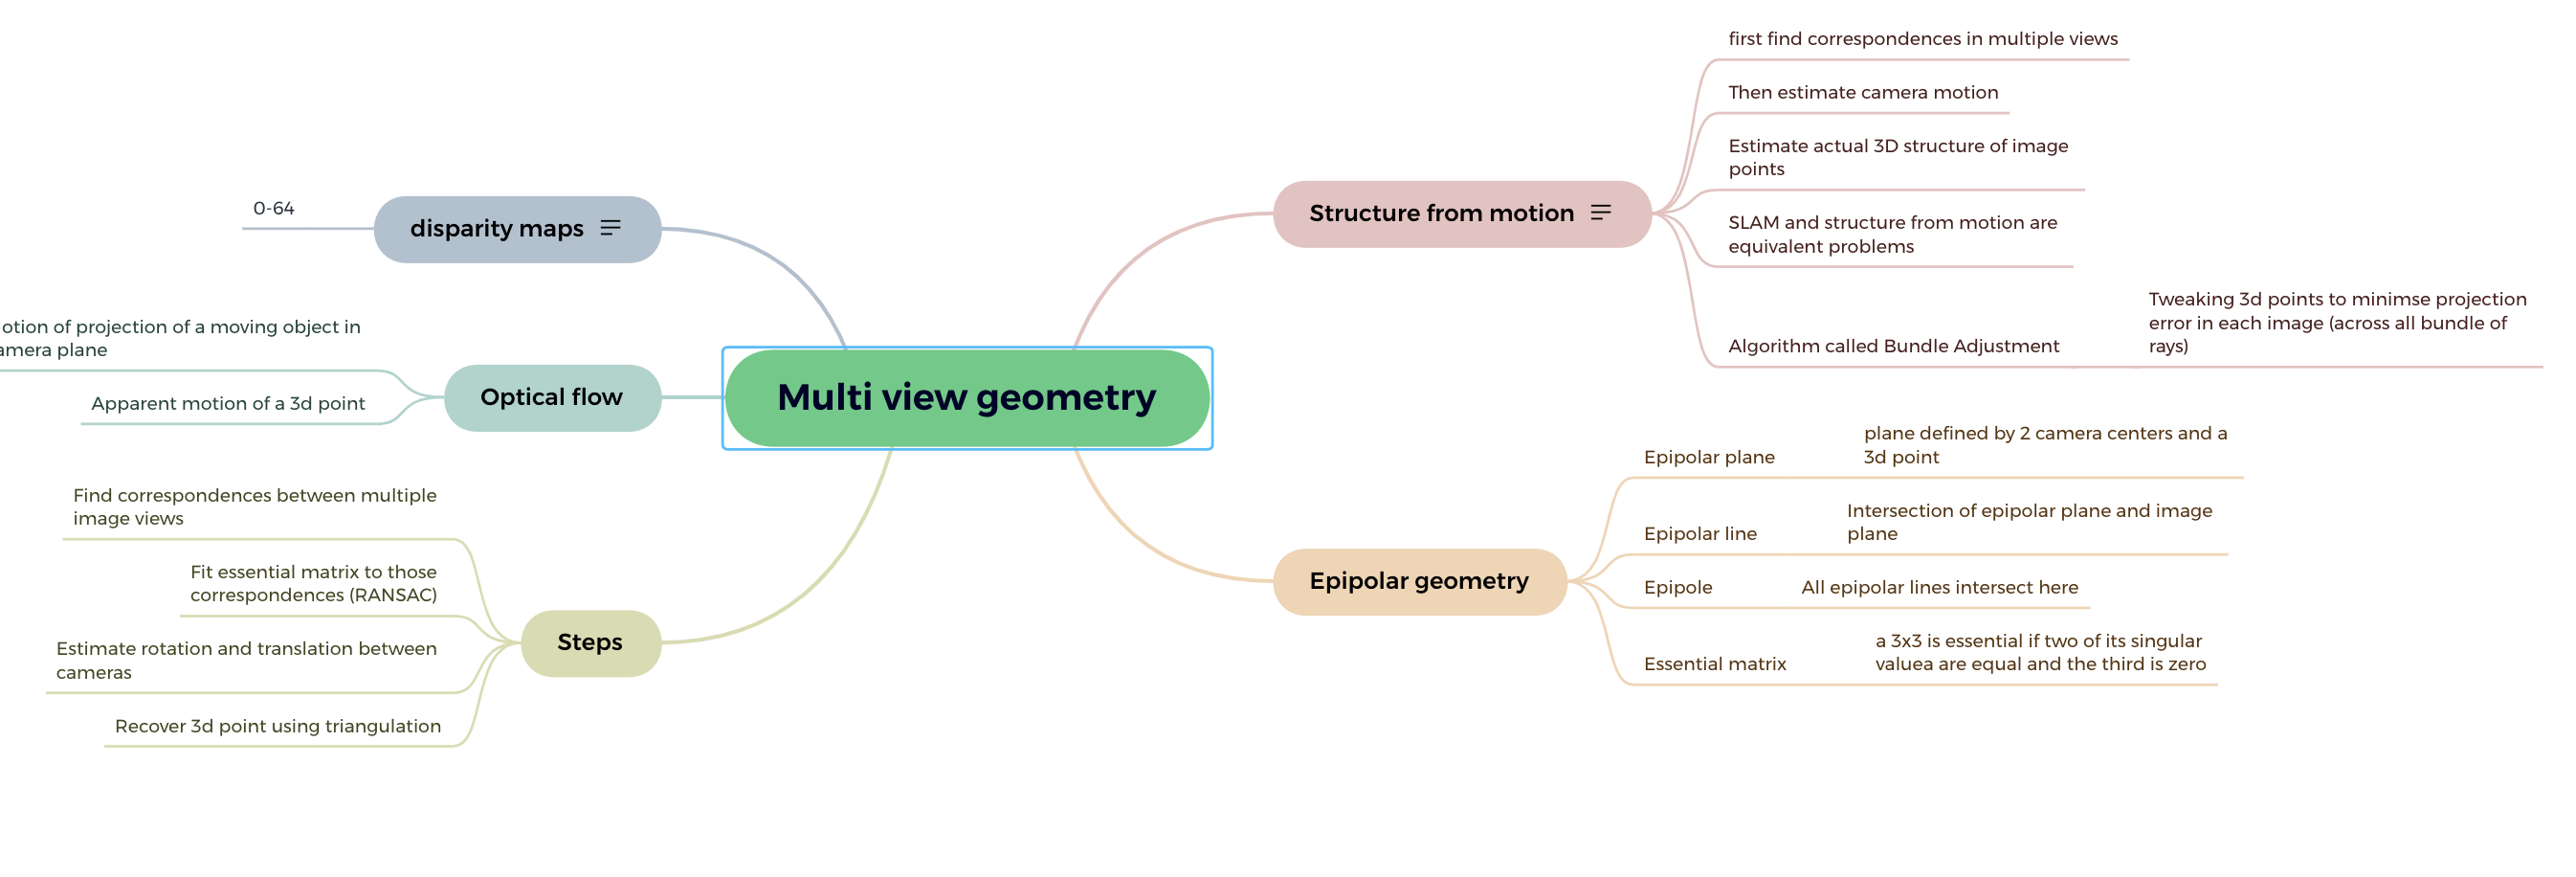 Multi view geometry
Structure from motion
first find correspondences in multiple views
Then estimate camera motion
Estimate actual 3D structure of image
points
SLAM and structure from motion are
equivalent problems
Algorithm called Bundle Adjustment
Tweaking 3d points to minimse projection
error in each image (across all bundle of
rays)
Epipolar geometry
Epipolar plane
plane defined by 2 camera centers and a
3d point
Epipolar line
Intersection of epipolar plane and image
plane
Epipole
All epipolar lines intersect here
Essential matrix
a 3x3 is essential if two of its singular
valuea are equal and the third is zero
disparity maps
0-64
Optical flow
otion of projection of a moving object in
amera plane
Apparent motion of a 3d point
Steps
Find correspondences between multiple
image views
Fit essential matrix to those
correspondences (RANSAC)
Estimate rotation and translation between
cameras
Recover 3d point using triangulation